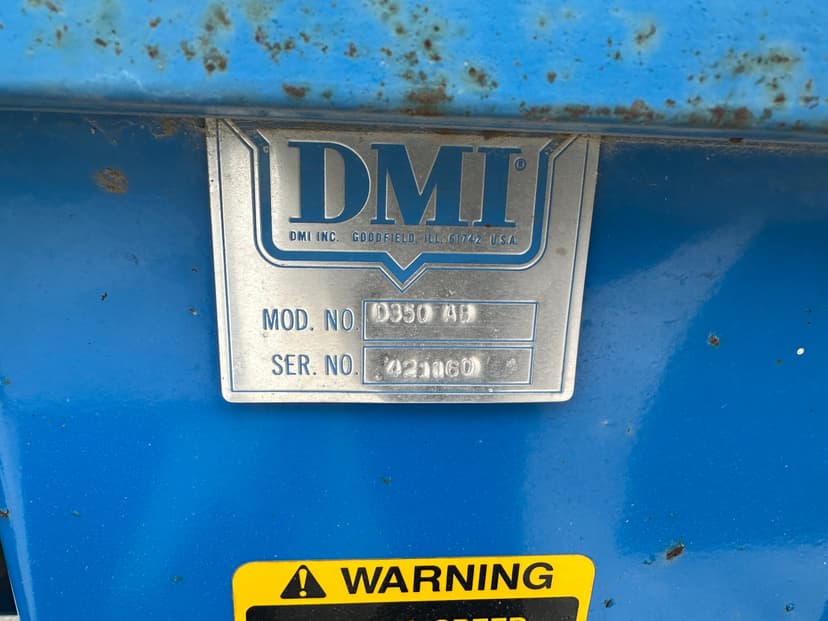 DMI®
DMI INC. GOODFIELD, ILL. 61742 U.S.A.
MOD. NO. D350 AB
SER. NO. 421060
WARNING